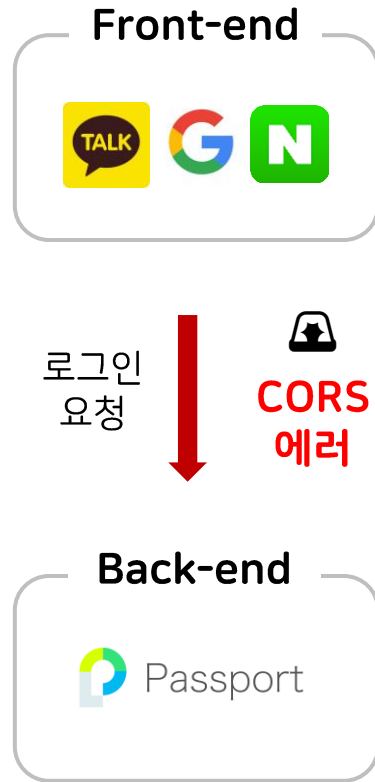 Front-end
TALK
G
N
로그인
요청
CORS
에러
Back-end
Passport